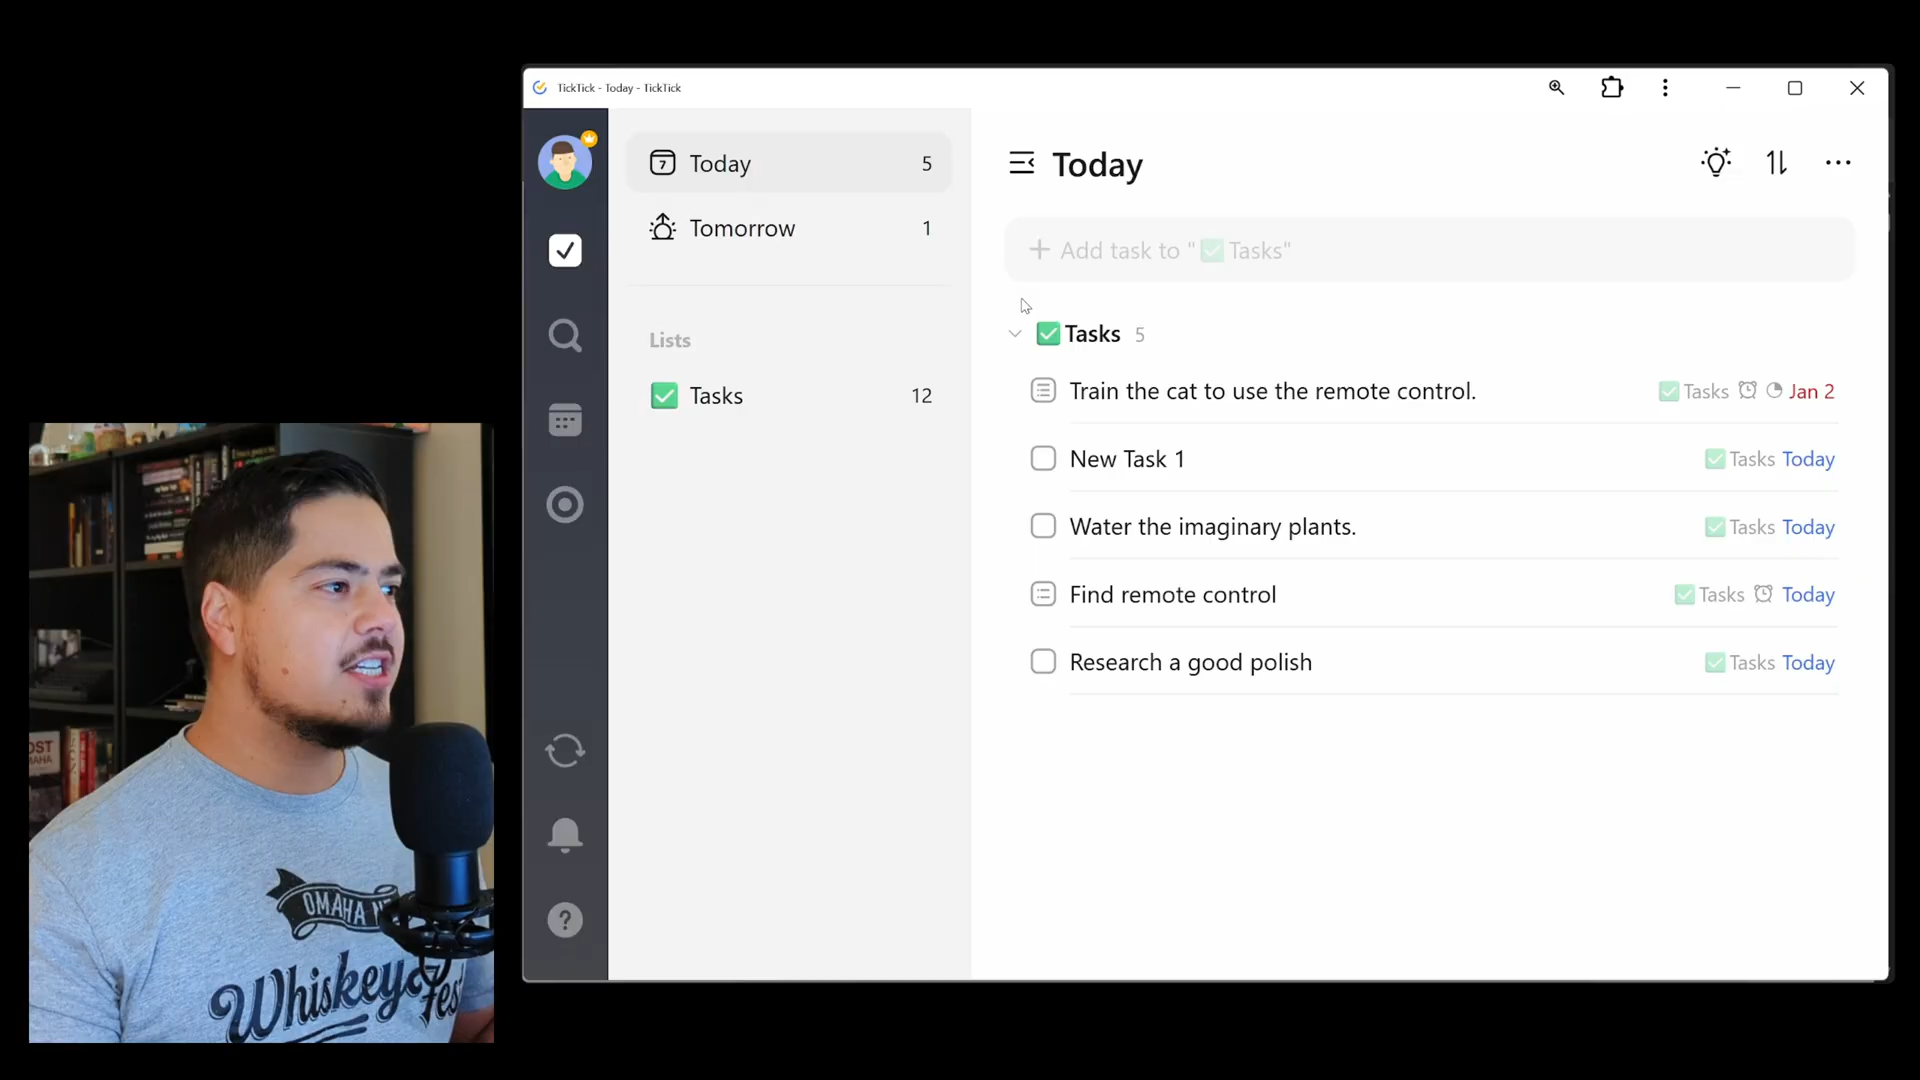 TickTick - Today - TickTick
7 Today 5
Tomorrow 1
Lists
✅ Tasks 12
Today
+ Add task to "✅ Tasks"
✅ Tasks 5
Train the cat to use the remote control. ✅ Tasks Jan 2
New Task 1 ✅ Tasks Today
Water the imaginary plants. ✅ Tasks Today
Find remote control ✅ Tasks Today
Research a good polish ✅ Tasks Today
?
OMAHA
Whiskey
Fes